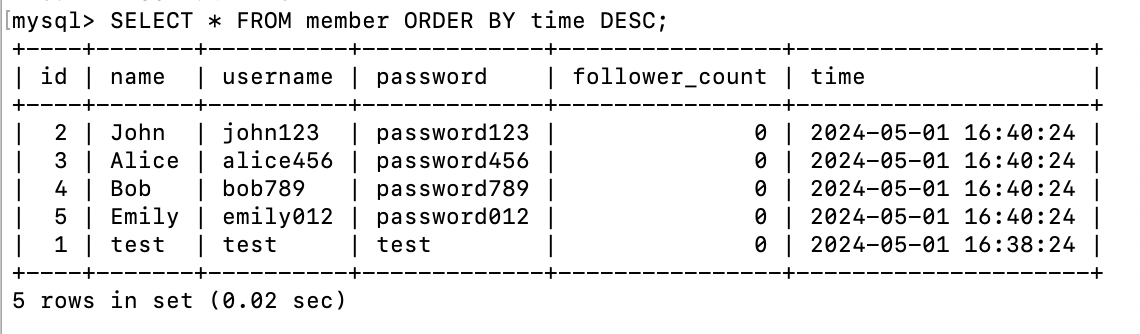 [mysql> SELECT * FROM member ORDER BY time DESC;
+----+-------+----------+-------------+----------------+---------------------+
| id | name  | username | password    | follower_count | time                |
+----+-------+----------+-------------+----------------+---------------------+
|  2 | John  | john123  | password123 |              0 | 2024-05-01 16:40:24 |
|  3 | Alice | alice456 | password456 |              0 | 2024-05-01 16:40:24 |
|  4 | Bob   | bob789   | password789 |              0 | 2024-05-01 16:40:24 |
|  5 | Emily | emily012 | password012 |              0 | 2024-05-01 16:40:24 |
|  1 | test  | test     | test        |              0 | 2024-05-01 16:38:24 |
+----+-------+----------+-------------+----------------+---------------------+
5 rows in set (0.02 sec)